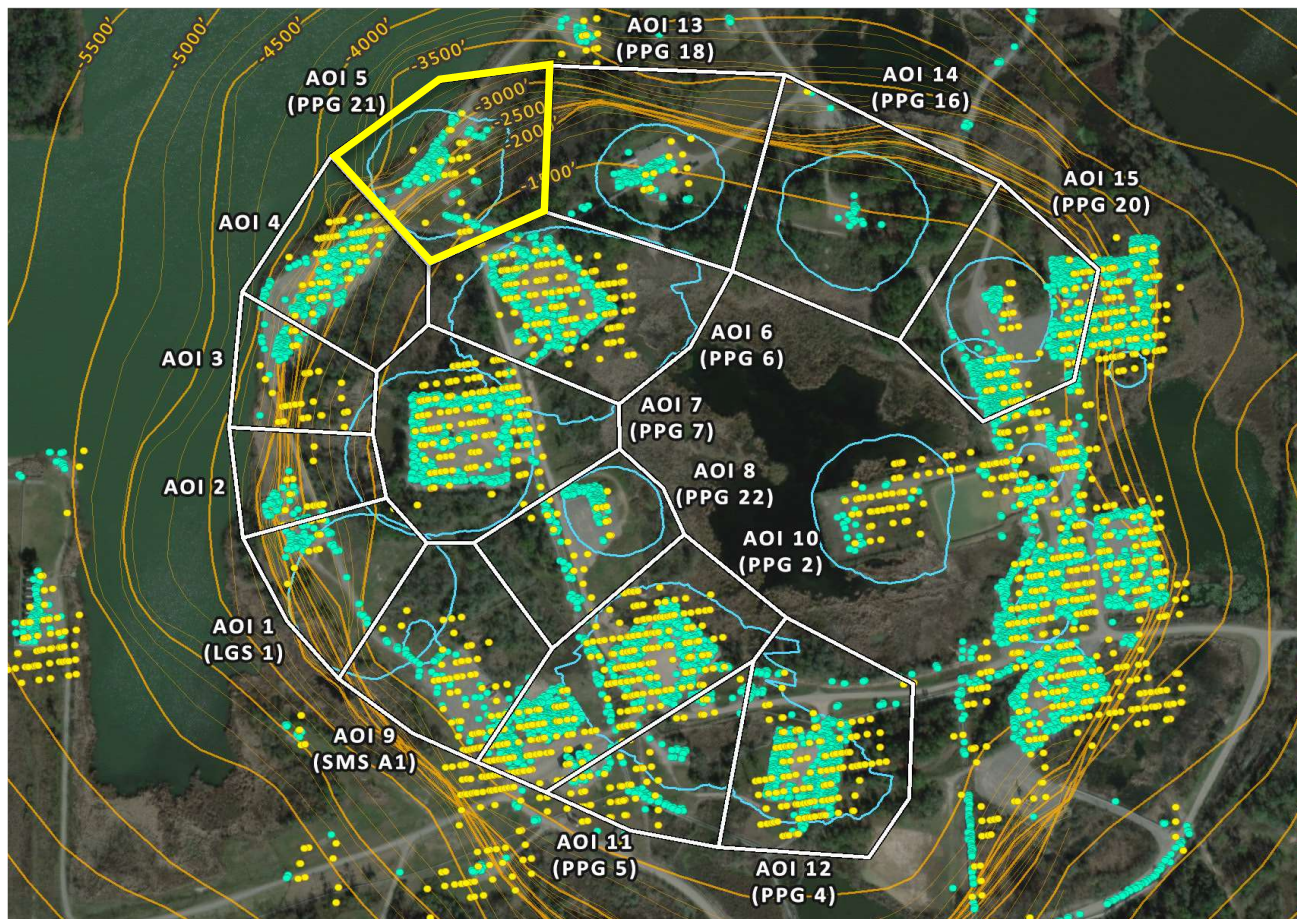 -5500'
-5000'
-4500'
-4000'
-3500'
-3000'
-2500'
-2000'
-1500'
AOI 13
(PPG 18)
AOI 5
(PPG 21)
AOI 14
(PPG 16)
AOI 15
(PPG 20)
AOI 4
AOI 3
AOI 6
(PPG 6)
AOI 7
(PPG 7)
AOI 2
AOI 8
(PPG 22)
AOI 10
(PPG 2)
AOI 1
(LGS 1)
AOI 9
(SMS A1)
AOI 11
(PPG 5)
AOI 12
(PPG 4)